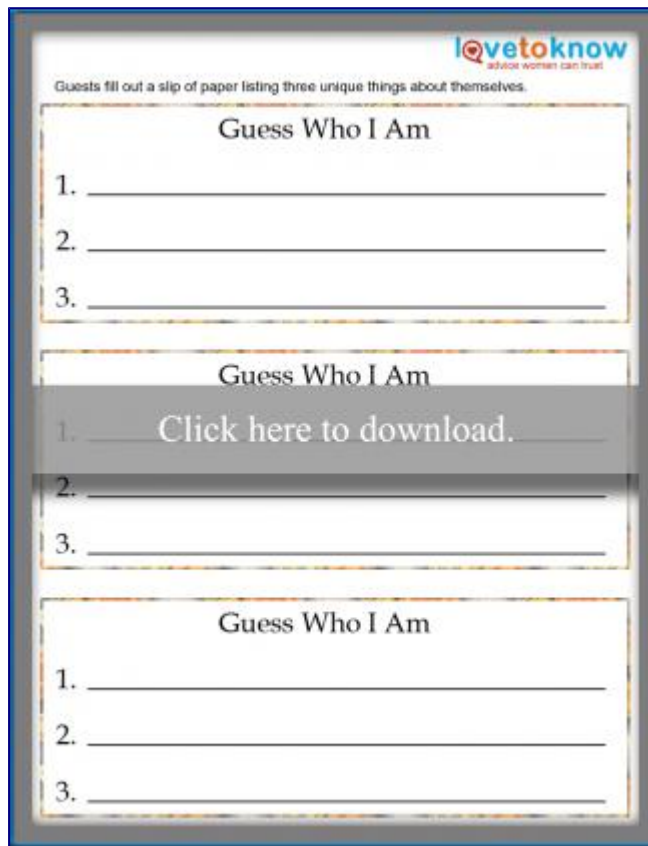 lovetoknow
advice women can trust
Guests fill out a slip of paper listing three unique things about themselves.
Guess Who I Am
1.
2.
3.
Guess Who I Am
1.
Click here to download.
2.
3.
Guess Who I Am
1.
2.
3.